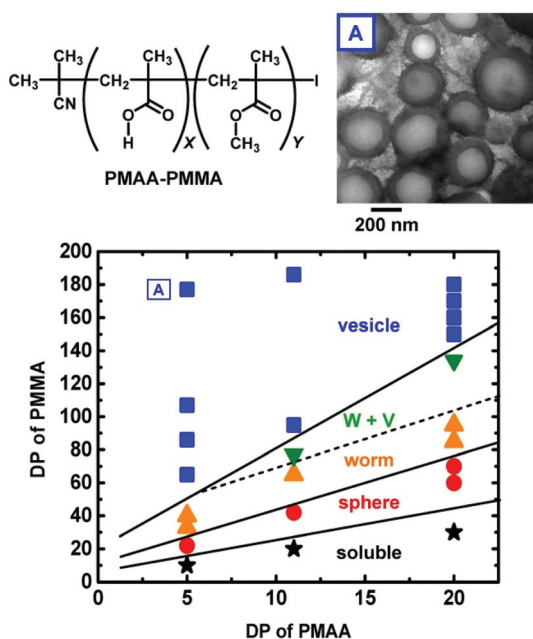 CH₃
CH₃
CH₂
CH₃
CH₂
CH₃
I
CN
O
O
O
O
H
X
CH₃
Y
PMAA-PMMA
A
200 nm
200
180
160
140
120
100
80
60
40
20
0
DP of PMMA
A
vesicle
W + V
worm
sphere
soluble
0
5
10
15
20
DP of PMAA